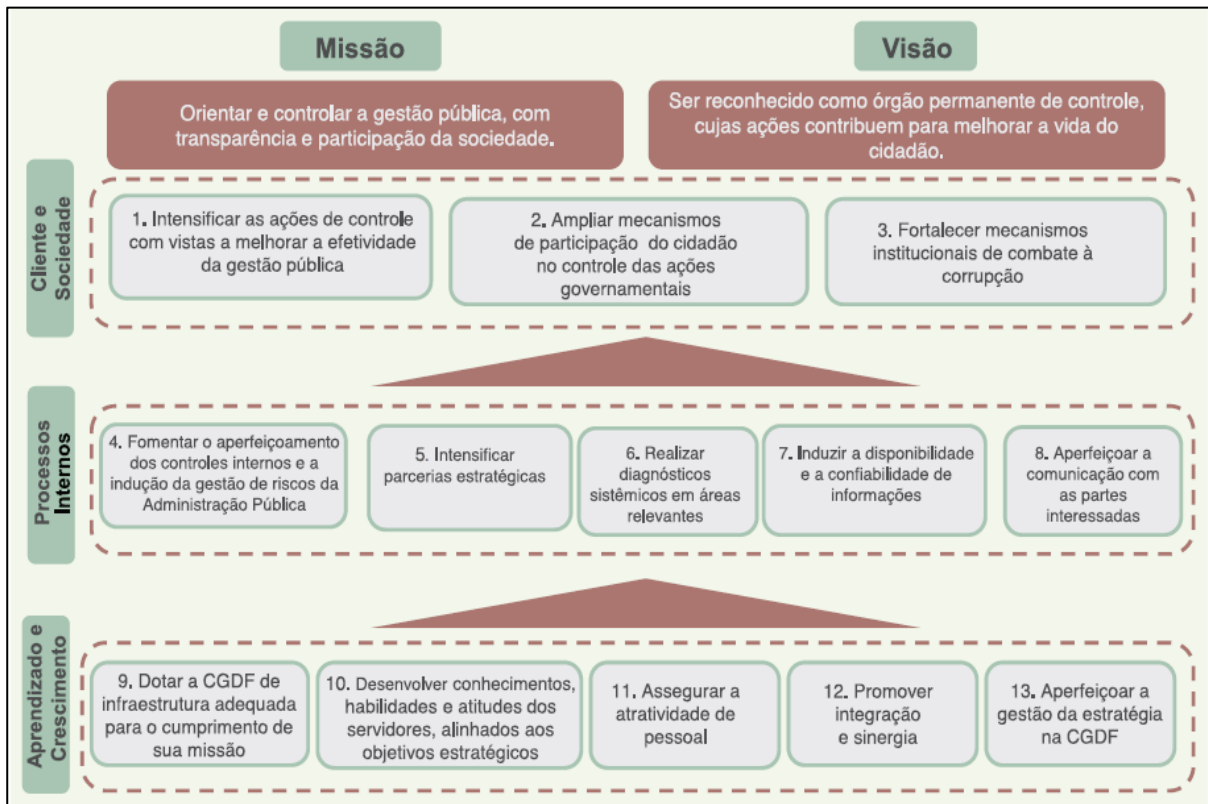 Missão
Visão
Orientar e controlar a gestão pública, com
transparência e participação da sociedade.
Ser reconhecido como órgão permanente de controle,
cujas ações contribuem para melhorar a vida do
cidadão.
Cliente e
Sociedade
1. Intensificar as ações de controle
com vistas a melhorar a efetividade
da gestão pública
2. Ampliar mecanismos
de participação do cidadão
no controle das ações
governamentais
3. Fortalecer mecanismos
institucionais de combate à
corrupção
Processos
Internos
4. Fomentar o aperfeiçoamento
dos controles internos e a
indução da gestão de riscos da
Administração Pública
5. Intensificar
parcerias estratégicas
6. Realizar
diagnósticos
sistêmicos em áreas
relevantes
7. Induzir a disponibilidade
e a confiabilidade de
informações
8. Aperfeiçoar a
comunicação com
as partes
interessadas
Aprendizado e
Crescimento
9. Dotar a CGDF de
infraestrutura adequada
para o cumprimento de
sua missão
10. Desenvolver conhecimentos,
habilidades e atitudes dos
servidores, alinhados aos
objetivos estratégicos
11. Assegurar a
atratividade de
pessoal
12. Promover
integração
e sinergia
13. Aperfeiçoar a
gestão da estratégia
na CGDF